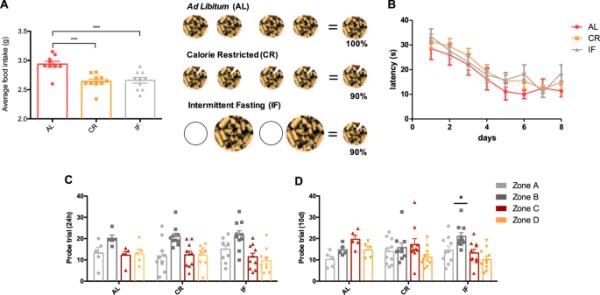 A
Average food intake (g)
4
3
2
1
0
***
***
AL
CR
IF
Ad Libitum (AL)
=
100%
Calorie Restricted (CR)
=
90%
Intermittent Fasting (IF)
=
90%
B
latency (s)
40
30
20
10
0
0 2 4 6 8
days
AL
CR
IF
C
Probe trial (24h)
40
30
20
10
0
AL
CR
IF
D
Probe trial (10d)
40
30
20
10
0
AL
CR
IF
*
Zone A
Zone B
Zone C
Zone D